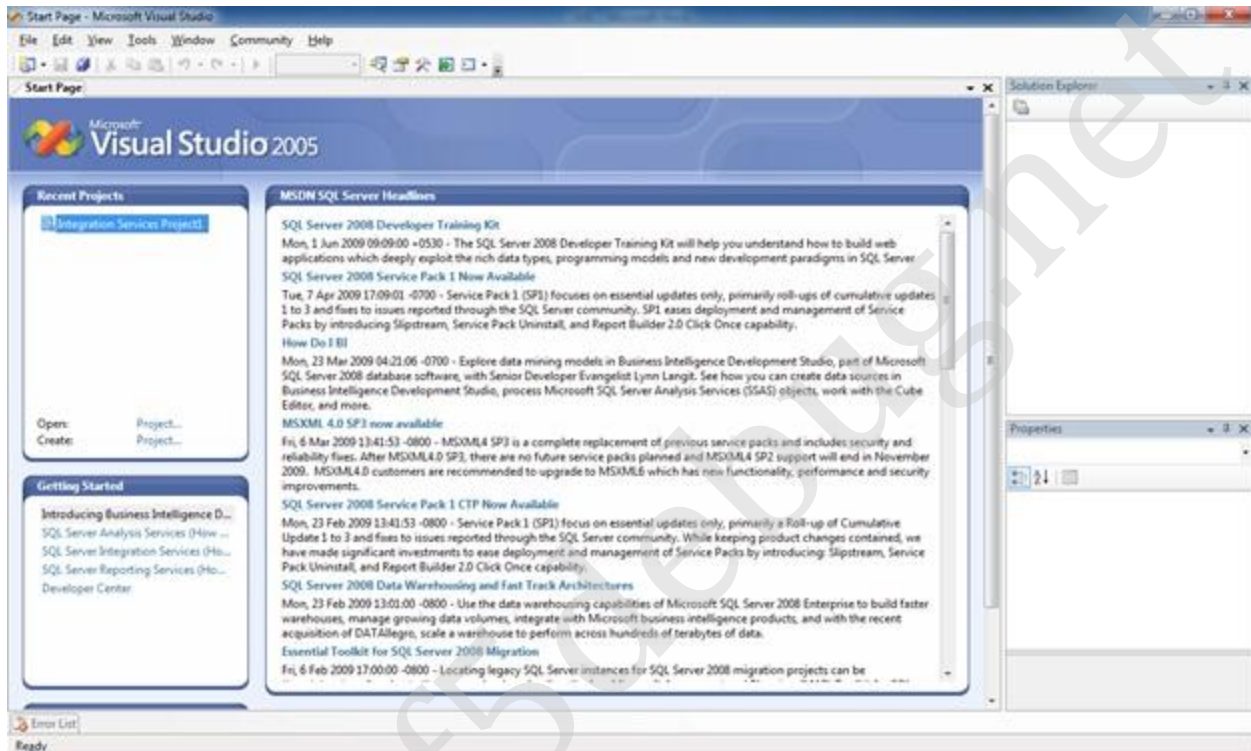 Start Page - Microsoft Visual Studio
File Edit View Tools Window Community Help
Start Page
Solution Explorer
Microsoft
Visual Studio 2005
Recent Projects
Integration Services Project1
Open: Project...
Create: Project...
Getting Started
Introducing Business Intelligence D...
SQL Server Analysis Services (How ...
SQL Server Integration Services (Ho...
SQL Server Reporting Services (Ho...
Developer Center
MSDN SQL Server Headlines
SQL Server 2008 Developer Training Kit
Mon, 1 Jun 2009 09:09:00 +0530 - The SQL Server 2008 Developer Training Kit will help you understand how to build web
applications which deeply exploit the rich data types, programming models and new development paradigms in SQL Server
SQL Server 2008 Service Pack 1 Now Available
Tue, 7 Apr 2009 17:09:01 -0700 - Service Pack 1 (SP1) focuses on essential updates only, primarily roll-ups of cumulative updates
1 to 3 and fixes to issues reported through the SQL Server community. SP1 eases deployment and management of Service
Packs by introducing Slipstream, Service Pack Uninstall, and Report Builder 2.0 Click Once capability.
How Do I BI
Mon, 23 Mar 2009 04:21:06 -0700 - Explore data mining models in Business Intelligence Development Studio, part of Microsoft
SQL Server 2008 database software, with Senior Developer Evangelist Lynn Langit. See how you can create data sources in
Business Intelligence Development Studio, process Microsoft SQL Server Analysis Services (SSAS) objects, work with the Cube
Editor, and more.
MSXML 4.0 SP3 now available
Fri, 6 Mar 2009 13:41:53 -0800 - MSXML4 SP3 is a complete replacement of previous service packs and includes security and
reliability fixes. After MSXML4.0 SP3, there are no future service packs planned and MSXML4 SP2 support will end in November
2009. MSXML4.0 customers are recommended to upgrade to MSXML6 which has new functionality, performance and security
improvements.
SQL Server 2008 Service Pack 1 CTP Now Available
Mon, 23 Feb 2009 13:41:53 -0800 - Service Pack 1 (SP1) focus on essential updates only, primarily a Roll-up of Cumulative
Update 1 to 3 and fixes to issues reported through the SQL Server community. While keeping product changes contained, we
have made significant investments to ease deployment and management of Service Packs by introducing: Slipstream, Service
Pack Uninstall, and Report Builder 2.0 Click Once capability.
SQL Server 2008 Data Warehousing and Fast Track Architectures
Mon, 23 Feb 2009 13:01:00 -0800 - Use the data warehousing capabilities of Microsoft SQL Server 2008 Enterprise to build faster
warehouses, manage growing data volumes, integrate with Microsoft business intelligence products, and with the recent
acquisition of DATAllegro, scale a warehouse to perform across hundreds of terabytes of data.
Essential Toolkit for SQL Server 2008 Migration
Fri, 6 Feb 2009 17:00:00 -0800 - Locating legacy SQL Server instances for SQL Server 2008 migration projects can be
Properties
Error List
Ready
f5debug.net